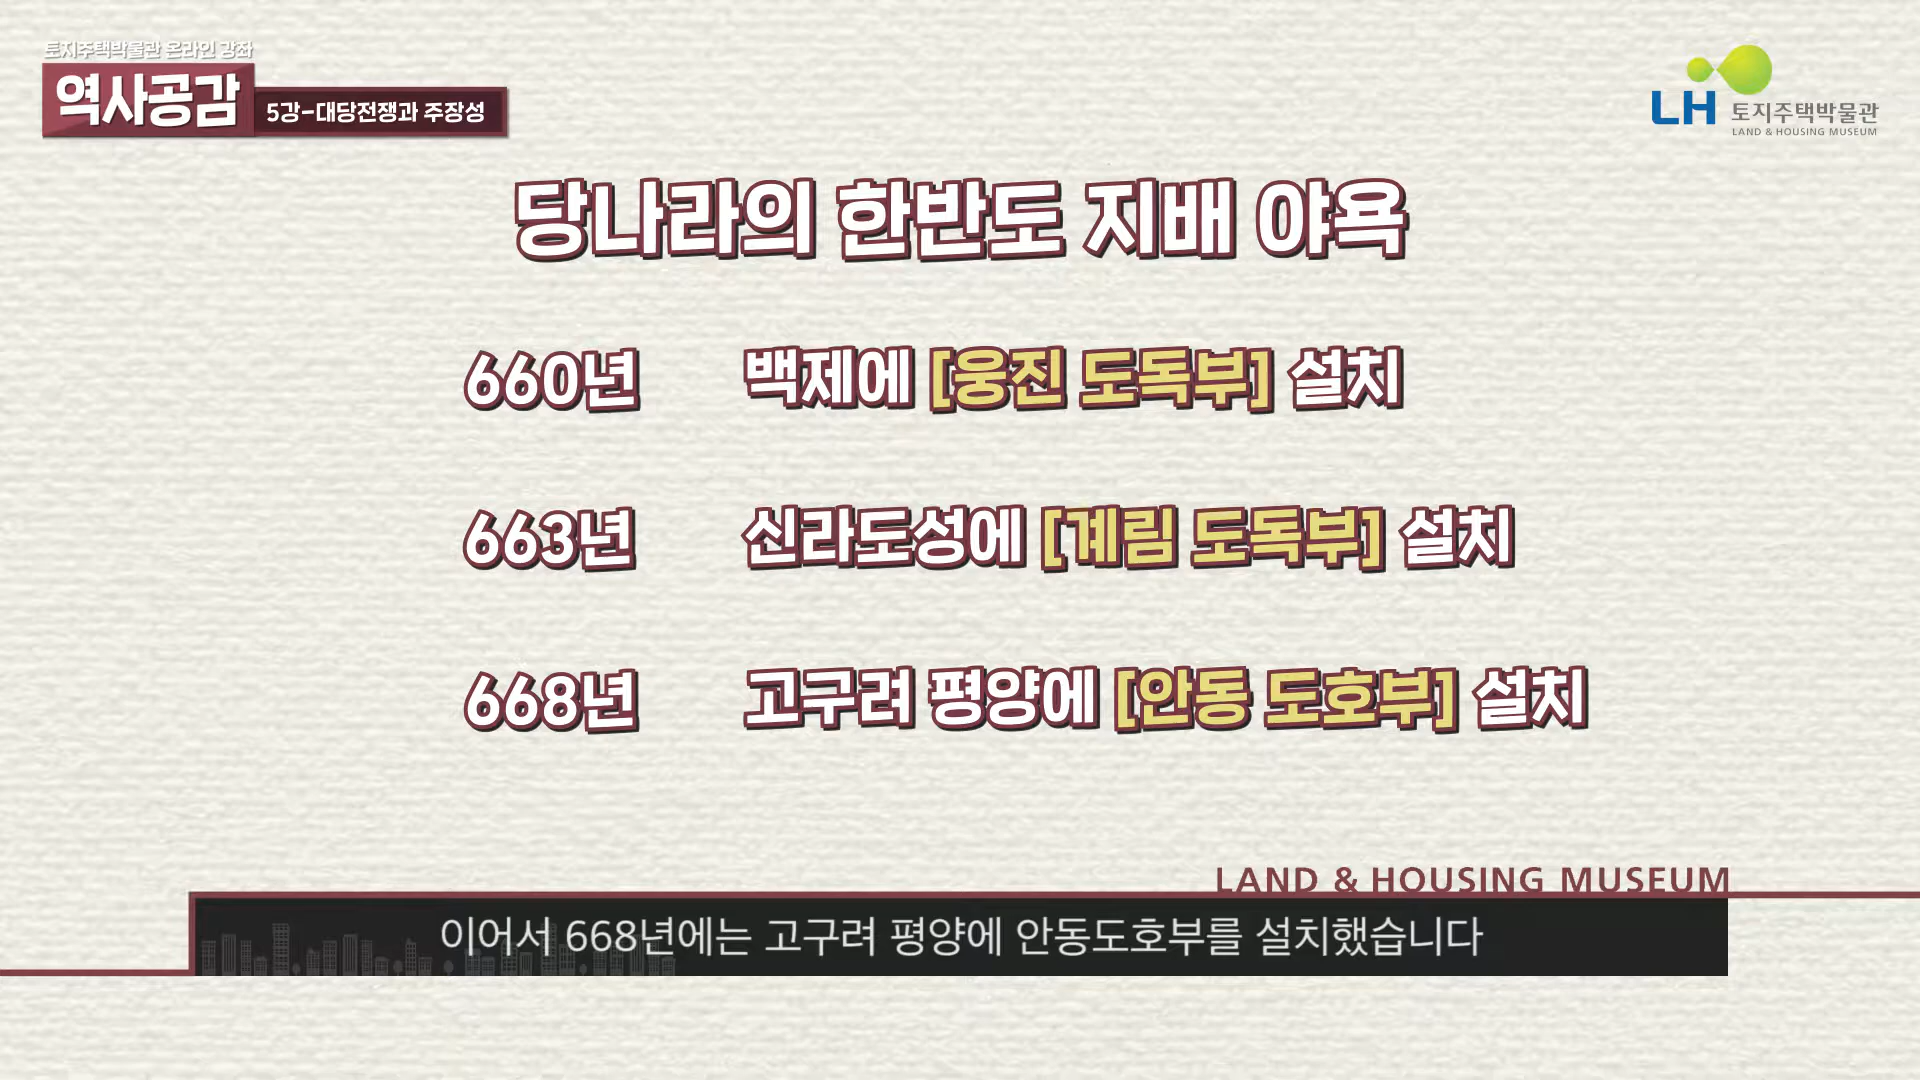 토지주택박물관 온라인 강좌
역사공감
5강-대당전쟁과 주장성
LH 토지주택박물관
LAND & HOUSING MUSEUM
당나라의 한반도 지배 야욕
660년 백제에 [웅진 도독부] 설치
663년 신라도성에 [계림 도독부] 설치
668년 고구려 평양에 [안동 도호부] 설치
LAND & HOUSING MUSEUM
이어서 668년에는 고구려 평양에 안동도호부를 설치했습니다